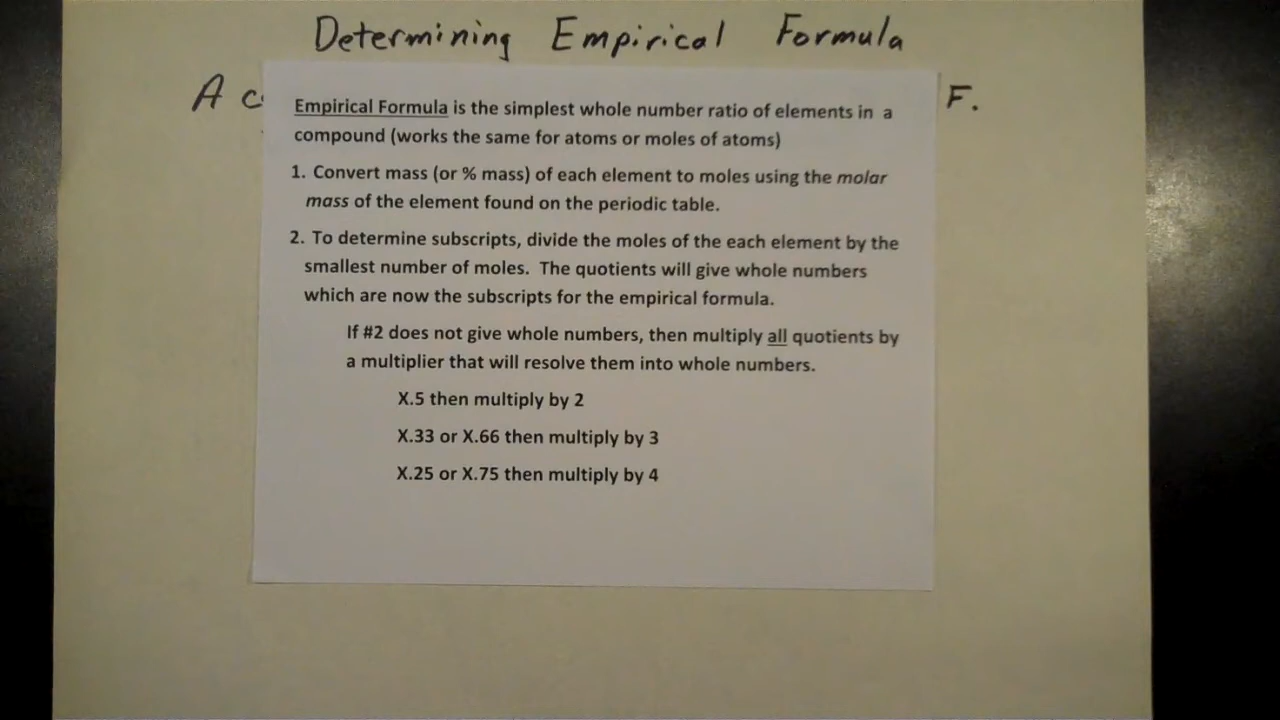 Determining Empirical Formula
A c F.
Empirical Formula is the simplest whole number ratio of elements in a
compound (works the same for atoms or moles of atoms)
1. Convert mass (or % mass) of each element to moles using the molar
mass of the element found on the periodic table.
2. To determine subscripts, divide the moles of the each element by the
smallest number of moles. The quotients will give whole numbers
which are now the subscripts for the empirical formula.
If #2 does not give whole numbers, then multiply all quotients by
a multiplier that will resolve them into whole numbers.
X.5 then multiply by 2
X.33 or X.66 then multiply by 3
X.25 or X.75 then multiply by 4